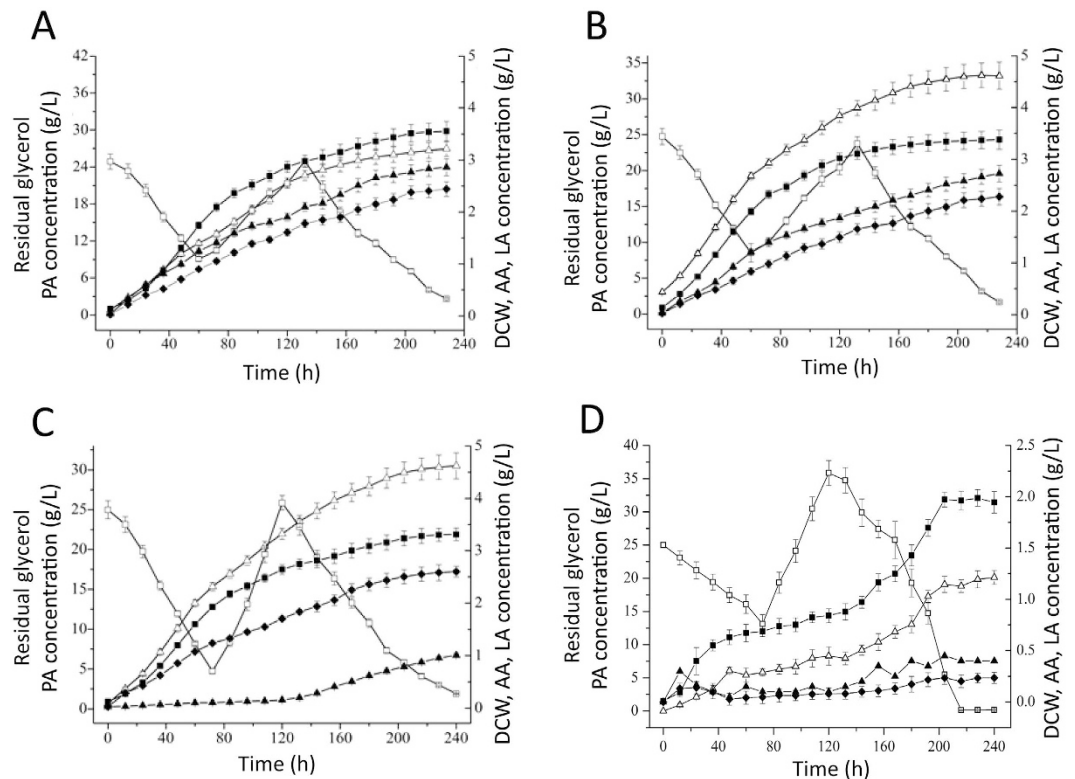 A
Residual glycerol
PA concentration (g/L)
42
36
30
24
18
12
6
0
0 40 80 120 160 200 240
Time (h)
5
4
3
2
1
0
DCW, AA, LA concentration (g/L)
B
Residual glycerol
PA concentration (g/L)
35
30
25
20
15
10
5
0
0 40 80 120 160 200 240
Time (h)
5
4
3
2
1
0
DCW, AA, LA concentration (g/L)
C
Residual glycerol
PA concentration (g/L)
30
25
20
15
10
5
0
0 40 80 120 160 200 240
Time (h)
5
4
3
2
1
0
DCW, AA, LA concentration (g/L)
D
Residual glycerol
PA concentration (g/L)
40
35
30
25
20
15
10
5
0
0 40 80 120 160 200 240
Time (h)
2.5
2.0
1.5
1.0
0.5
0.0
DCW, AA, LA concentration (g/L)